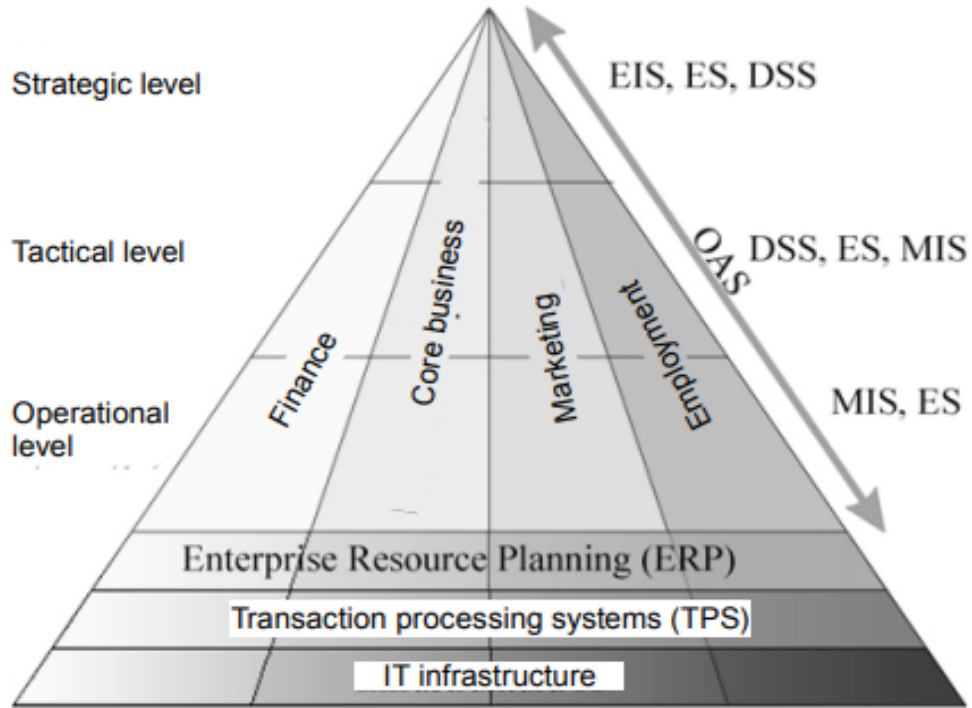 Strategic level
EIS, ES, DSS
Tactical level
OAS
DSS, ES, MIS
Finance
Core business
Marketing
Employment
Operational
level
MIS, ES
Enterprise Resource Planning (ERP)
Transaction processing systems (TPS)
IT infrastructure